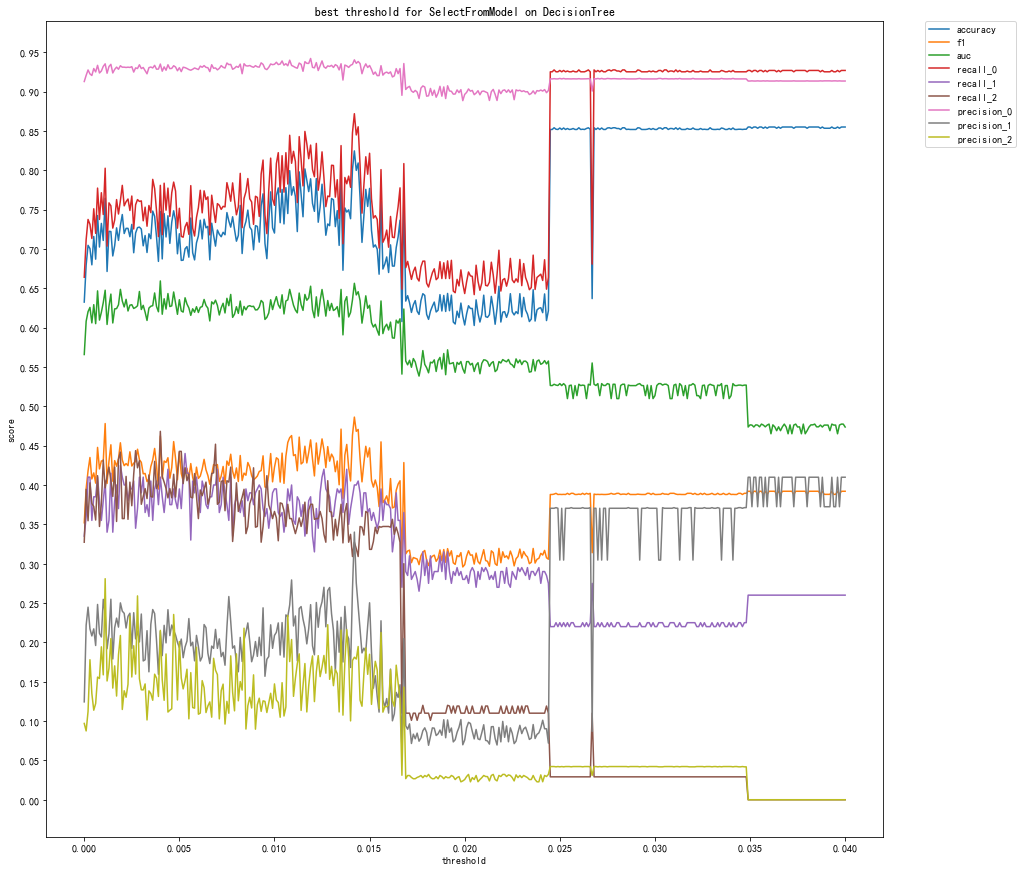 best threshold for SelectFromModel on DecisionTree
accuracy
f1
auc
recall_0
recall_1
recall_2
precision_0
precision_1
precision_2
score
0.95
0.90
0.85
0.80
0.75
0.70
0.65
0.60
0.55
0.50
0.45
0.40
0.35
0.30
0.25
0.20
0.15
0.10
0.05
0.00
0.000 0.005 0.010 0.015 0.020 0.025 0.030 0.035 0.040
threshold